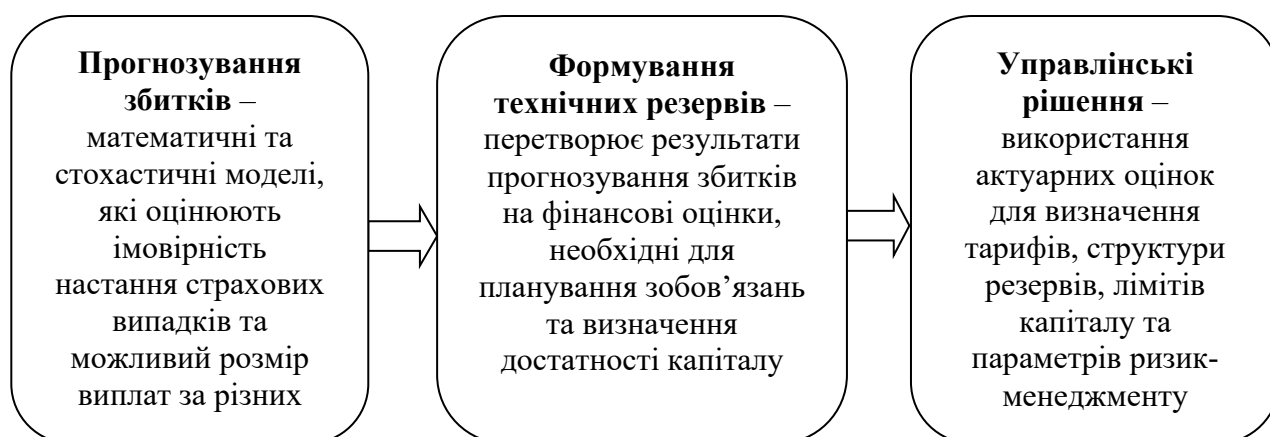 Прогнозування
збитків –
математичні та
стохастичні моделі,
які оцінюють
імовірність
настання страхових
випадків та
можливий розмір
виплат за різних
Формування
технічних резервів –
перетворює результати
прогнозування збитків
на фінансові оцінки,
необхідні для
планування зобов’язань
та визначення
достатності капіталу
Управлінські
рішення –
використання
актуарних оцінок
для визначення
тарифів, структури
резервів, лімітів
капіталу та
параметрів ризик-
менеджменту